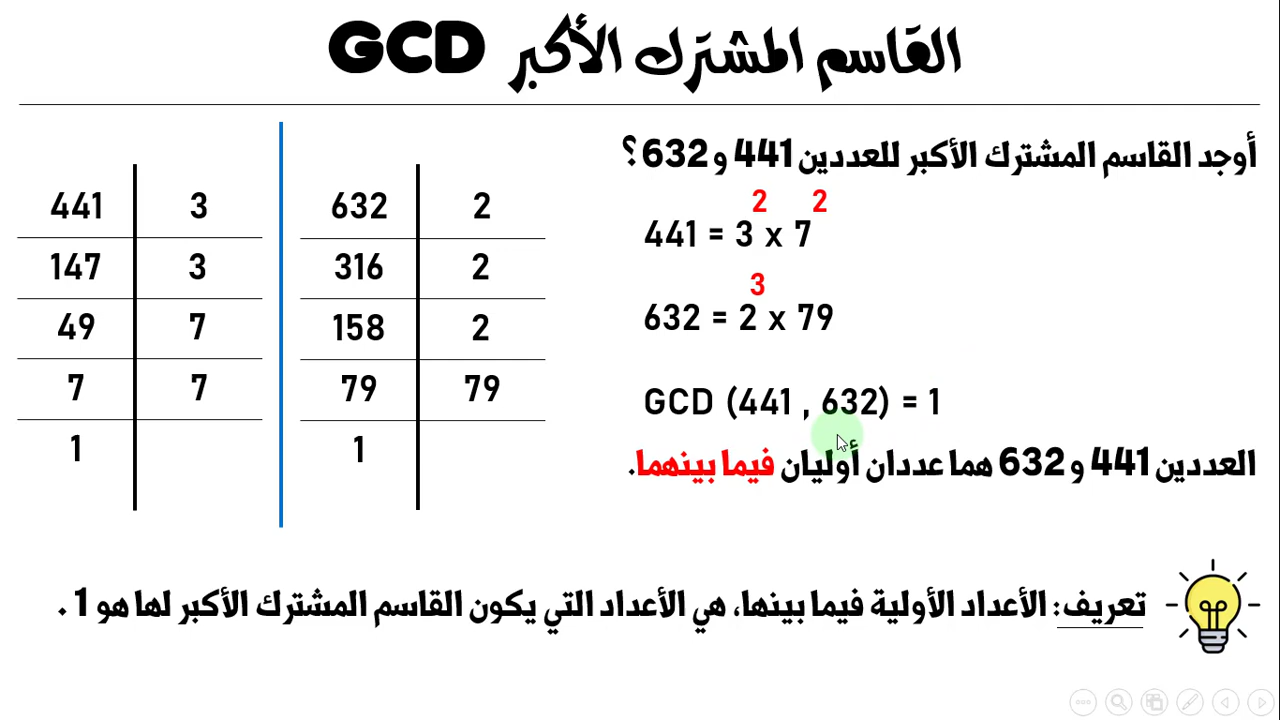 القاسم المشترك الأكبر GCD
أوجد القاسم المشترك الأكبر للعددين 441 و 632 ؟
441 = 3² x 7²
632 = 2³ x 79
GCD (441 , 632) = 1
العددين 441 و 632 هما عددان أوليان فيما بينهما.
632 2
316 2
158 2
79 79
1
441 3
147 3
49 7
7 7
1
تعريف: الأعداد الأولية فيما بينها، هي الأعداد التي يكون القاسم المشترك الأكبر لها هو 1 .